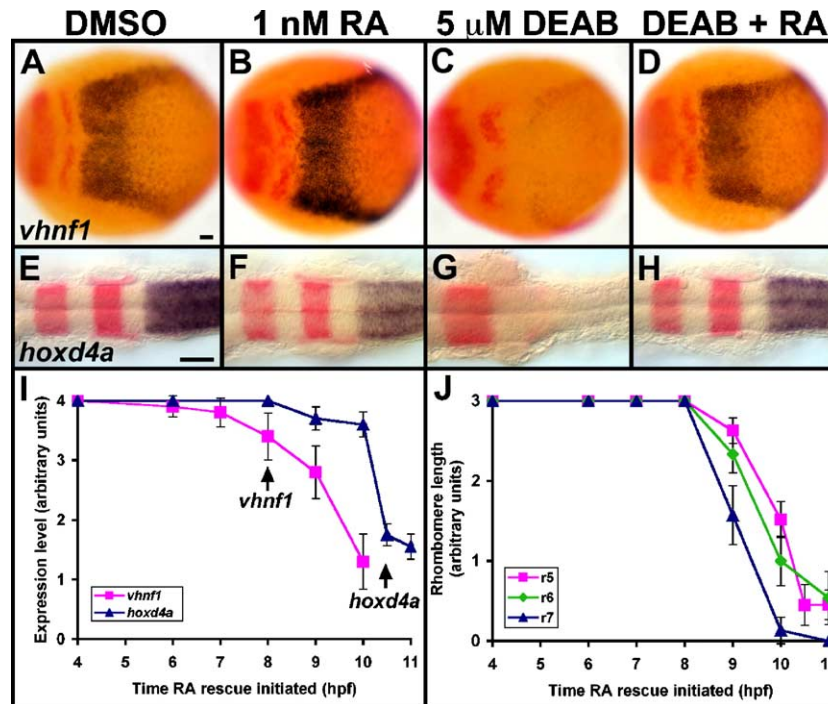 DMSO 1 nM RA 5 μM DEAB DEAB + RA
A B C D
vhnf1
E F G H
hoxd4a
I
Expression level (arbitrary units)
4
3
2
1
0
vhnf1
hoxd4a
vhnf1
hoxd4a
4 5 6 7 8 9 10 11
Time RA rescue initiated (hpf)
J
Rhombomere length
(arbitrary units)
3
2
1
0
r5
r6
r7
4 5 6 7 8 9 10
Time RA rescue initiated (hpf)